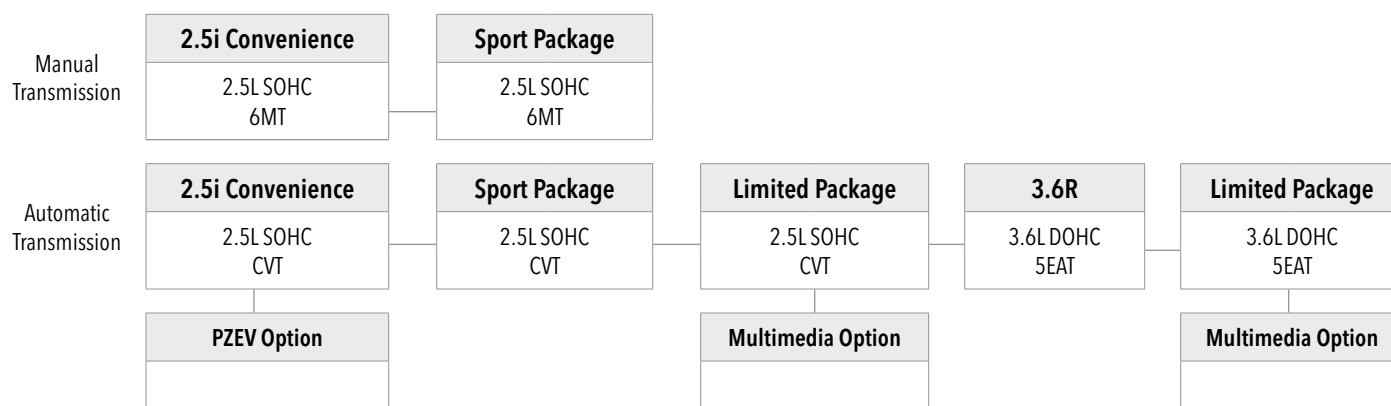 Manual
Transmission
2.5i Convenience
2.5L SOHC
6MT
Sport Package
2.5L SOHC
6MT
Automatic
Transmission
2.5i Convenience
2.5L SOHC
CVT
Sport Package
2.5L SOHC
CVT
Limited Package
2.5L SOHC
CVT
3.6R
3.6L DOHC
5EAT
Limited Package
3.6L DOHC
5EAT
PZEV Option
Multimedia Option
Multimedia Option